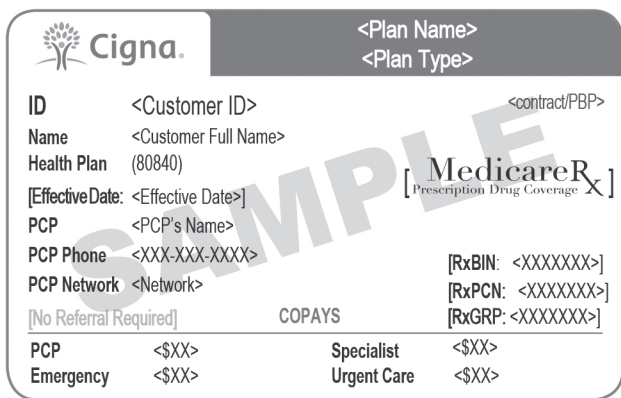 Cigna.
<Plan Name>
<Plan Type>
ID <Customer ID>
<contract/PBP>
Name <Customer Full Name>
Health Plan (80840)
[MedicareRx
Prescription Drug Coverage]
[Effective Date: <Effective Date>]
PCP <PCP's Name>
PCP Phone <XXX-XXX-XXXX>
[RxBIN: <XXXXXXX>]
PCP Network <Network>
[RxPCN: <XXXXXXX>]
[No Referral Required] COPAYS [RxGRP: <XXXXXXX>]
PCP <$XX> Specialist <$XX>
Emergency <$XX> Urgent Care <$XX>
SAMPLE